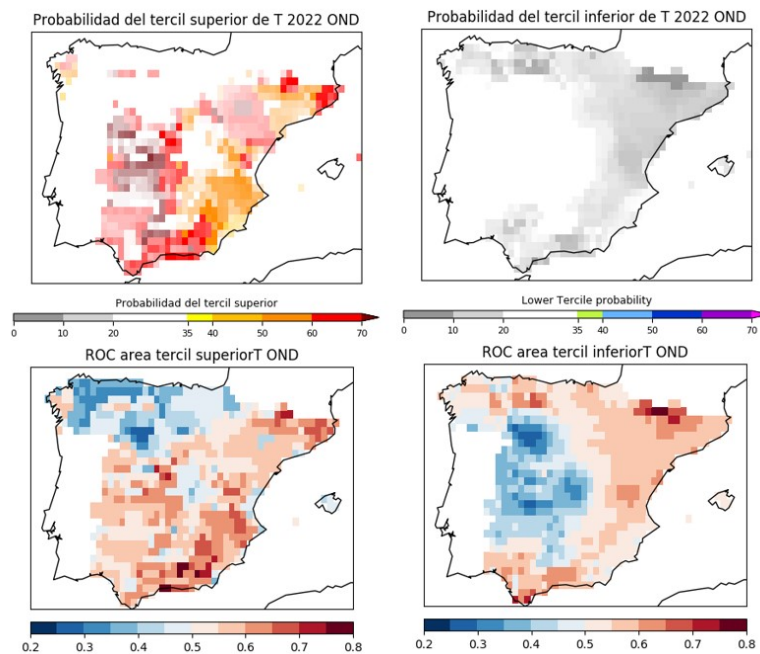 Probabilidad del tercil superior de T 2022 OND
Probabilidad del tercil inferior de T 2022 OND
Probabilidad del tercil superior
0 10 20 35 40 50 60 70
Lower Tercile probability
0 10 20 35 40 50 60 70
ROC area tercil superiorT OND
ROC area tercil inferiorT OND
0.2 0.3 0.4 0.5 0.6 0.7 0.8
0.2 0.3 0.4 0.5 0.6 0.7 0.8